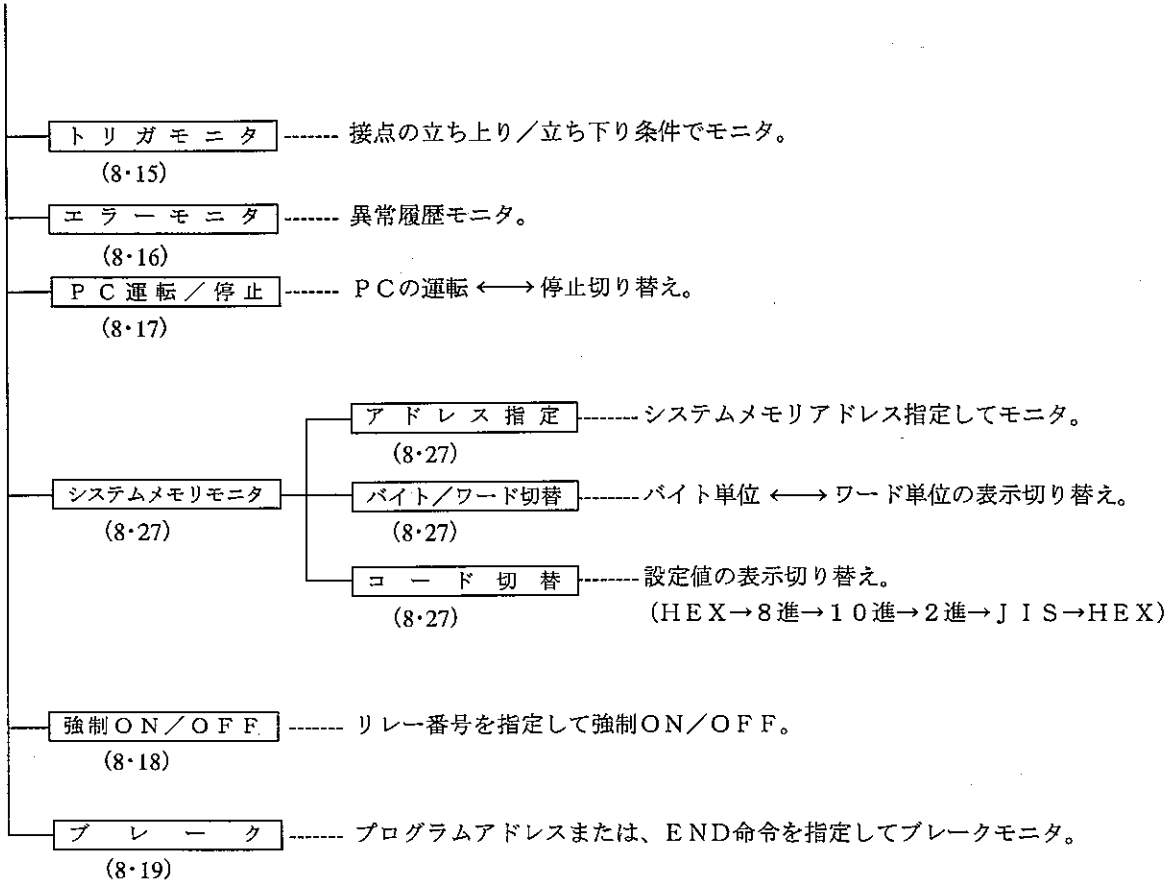 トリガモニタ ------- 接点の立ち上り／立ち下り条件でモニタ。
(8・15)
エラーモニタ ------- 異常履歴モニタ。
(8・16)
ＰＣ運転／停止 ------- ＰＣの運転 ←→ 停止切り替え。
(8・17)
アドレス指定 ------- システムメモリアドレス指定してモニタ。
(8・27)
システムメモリモニタ
(8・27)
バイト／ワード切替 ------- バイト単位 ←→ ワード単位の表示切り替え。
(8・27)
コード切替 ------- 設定値の表示切り替え。
(8・27)
（ＨＥＸ→８進→１０進→２進→ＪＩＳ→ＨＥＸ）
強制ＯＮ／ＯＦＦ ------- リレー番号を指定して強制ＯＮ／ＯＦＦ。
(8・18)
ブレーク ------- プログラムアドレスまたは、ＥＮＤ命令を指定してブレークモニタ。
(8・19)